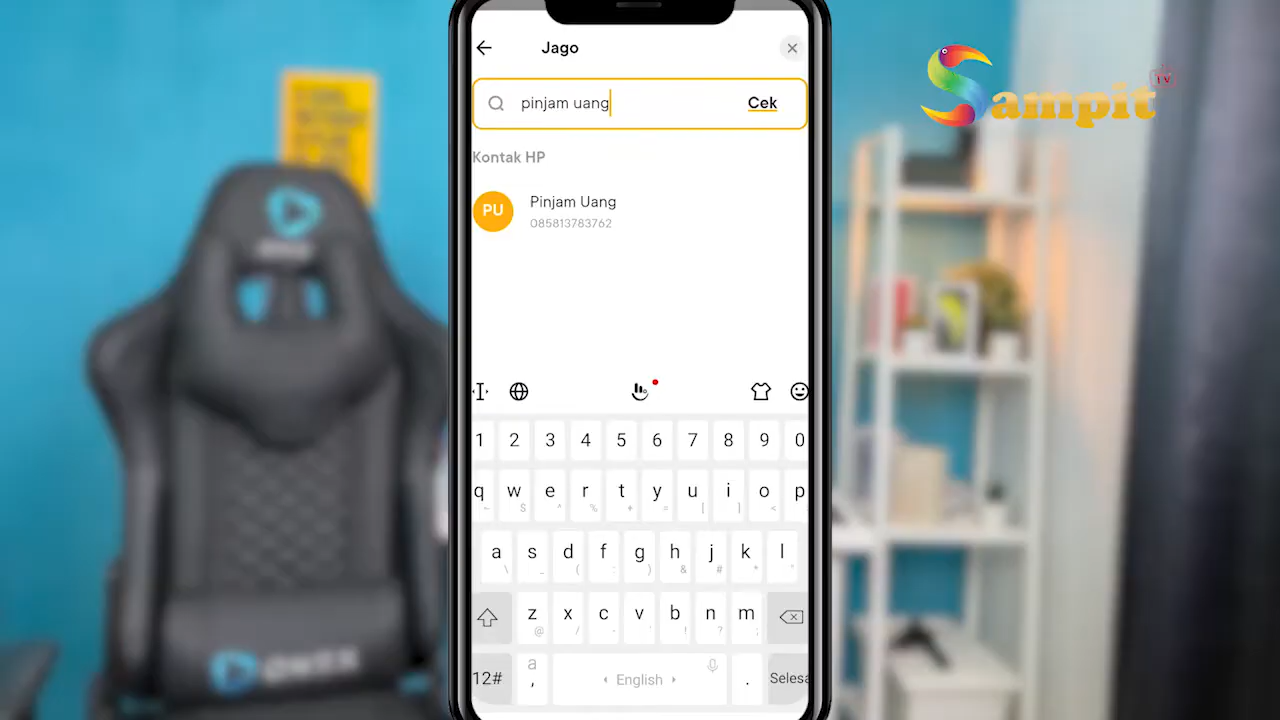 Jago
Sampit TV
pinjam uang Cek
Kontak HP
PU Pinjam Uang
085813783762
1 2 3 4 5 6 7 8 9 0
q w e r t y u i o p
a s d f g h j k l
z x c v b n m
12# , English . Selesa